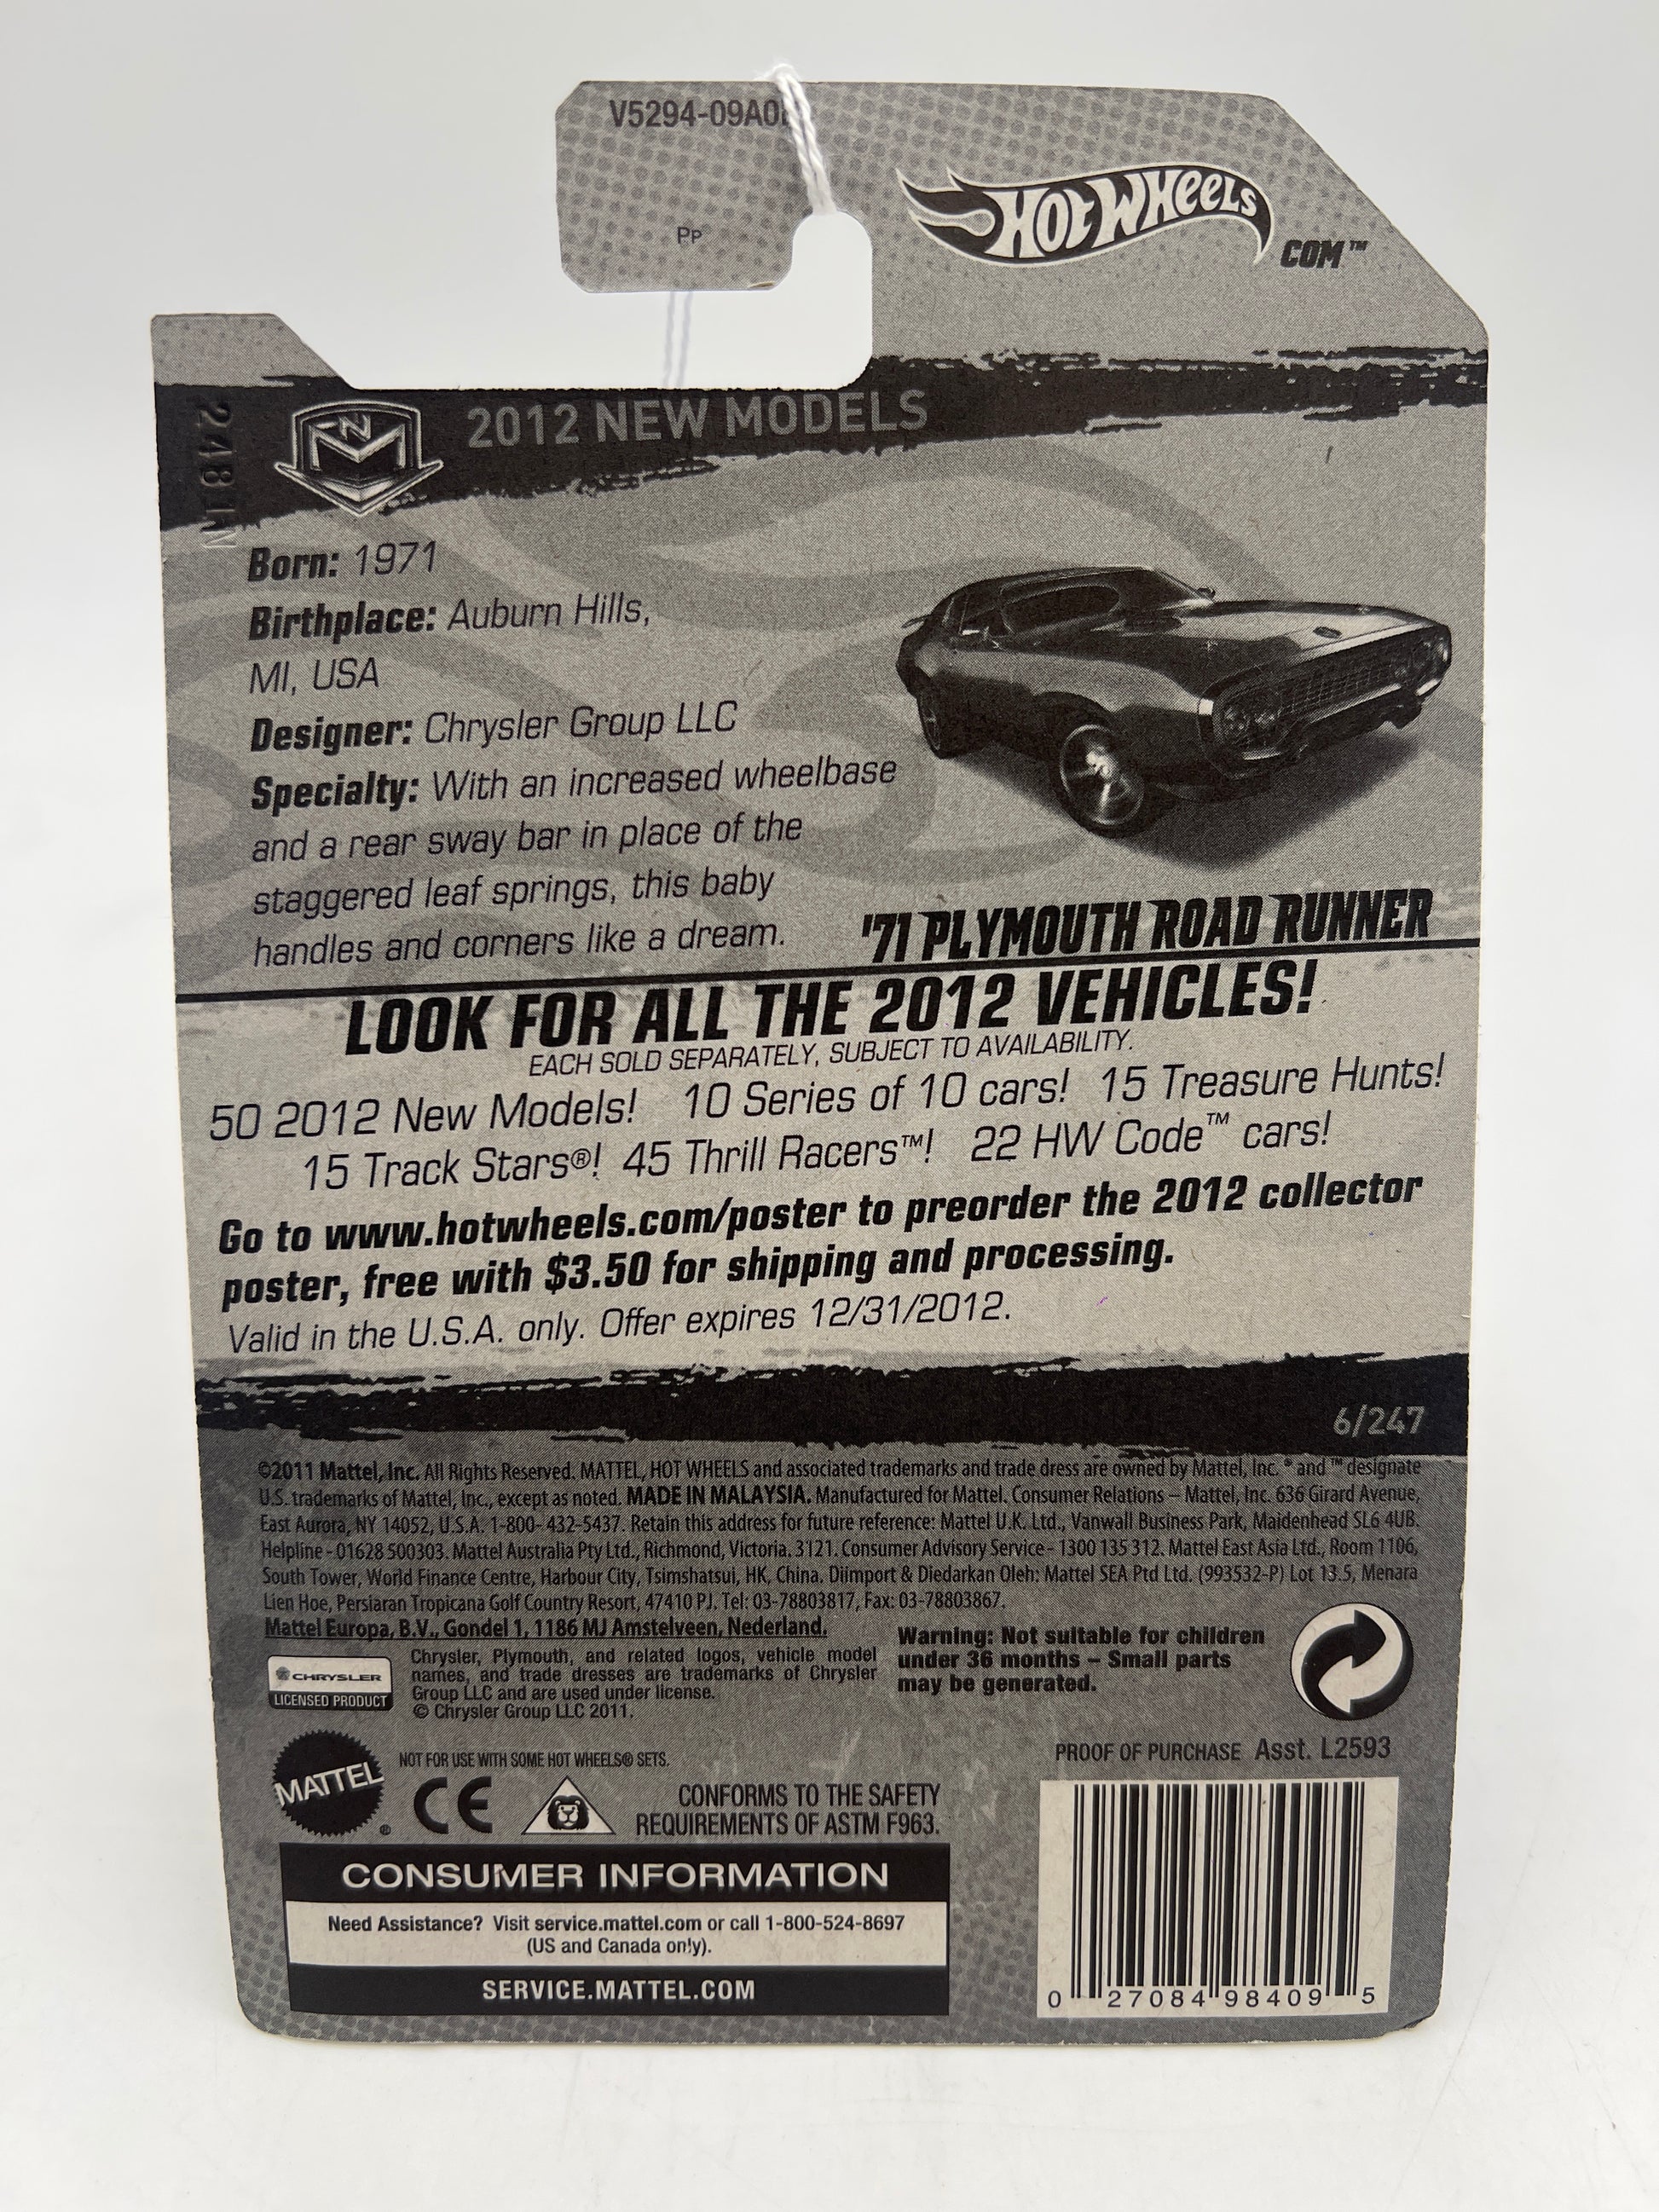 V5294-09A0
Pp
HOT WHEELS
COM™
2481N
NM
2012 NEW MODELS
Born: 1971
Birthplace: Auburn Hills,
MI, USA
Designer: Chrysler Group LLC
Specialty: With an increased wheelbase
and a rear sway bar in place of the
staggered leaf springs, this baby
handles and corners like a dream.
'71 PLYMOUTH ROAD RUNNER
LOOK FOR ALL THE 2012 VEHICLES!
EACH SOLD SEPARATELY, SUBJECT TO AVAILABILITY.
50 2012 New Models! 10 Series of 10 cars! 15 Treasure Hunts!
15 Track Stars®! 45 Thrill Racers™! 22 HW Code™ cars!
Go to www.hotwheels.com/poster to preorder the 2012 collector
poster, free with $3.50 for shipping and processing.
Valid in the U.S.A. only. Offer expires 12/31/2012.
6/247
©2011 Mattel, Inc. All Rights Reserved. MATTEL, HOT WHEELS and associated trademarks and trade dress are owned by Mattel, Inc. ® and ™ designate
U.S. trademarks of Mattel, Inc., except as noted. MADE IN MALAYSIA. Manufactured for Mattel. Consumer Relations – Mattel, Inc. 636 Girard Avenue,
East Aurora, NY 14052, U.S.A. 1-800- 432-5437. Retain this address for future reference: Mattel U.K. Ltd., Vanwall Business Park, Maidenhead SL6 4UB.
Helpline - 01628 500303. Mattel Australia Pty Ltd., Richmond, Victoria. 3121. Consumer Advisory Service - 1300 135 312. Mattel East Asia Ltd., Room 1106,
South Tower, World Finance Centre, Harbour City, Tsimshatsui, HK, China. Diimport & Diedarkan Oleh: Mattel SEA Ptd Ltd. (993532-P) Lot 13.5, Menara
Lien Hoe, Persiaran Tropicana Golf Country Resort, 47410 PJ. Tel: 03-78803817, Fax: 03-78803867.
Mattel Europa, B.V., Gondel 1, 1186 MJ Amstelveen, Nederland.
CHRYSLER
LICENSED PRODUCT
Chrysler, Plymouth, and related logos, vehicle model
names, and trade dresses are trademarks of Chrysler
Group LLC and are used under license.
© Chrysler Group LLC 2011.
Warning: Not suitable for children
under 36 months – Small parts
may be generated.
MATTEL®
NOT FOR USE WITH SOME HOT WHEELS® SETS.
CE
CONFORMS TO THE SAFETY
REQUIREMENTS OF ASTM F963.
PROOF OF PURCHASE Asst. L2593
CONSUMER INFORMATION
Need Assistance? Visit service.mattel.com or call 1-800-524-8697
(US and Canada only).
SERVICE.MATTEL.COM
0 27084 98409 5